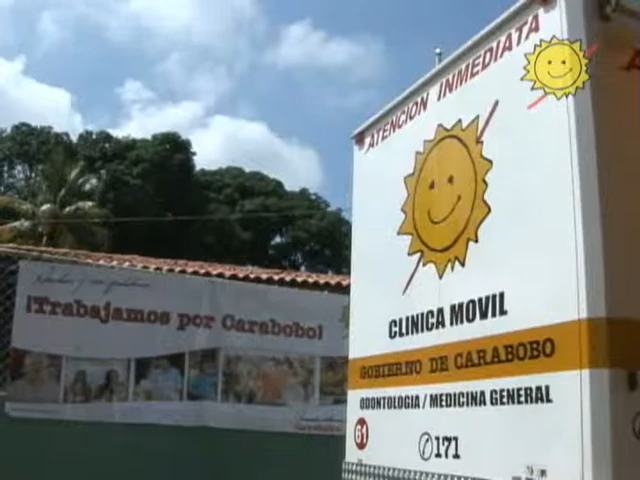 ATENCION INMEDIATA
CLINICA MOVIL
GOBIERNO DE CARABOBO
ODONTOLOGIA / MEDICINA GENERAL
61
171
¡Trabajamos por Carabobo!